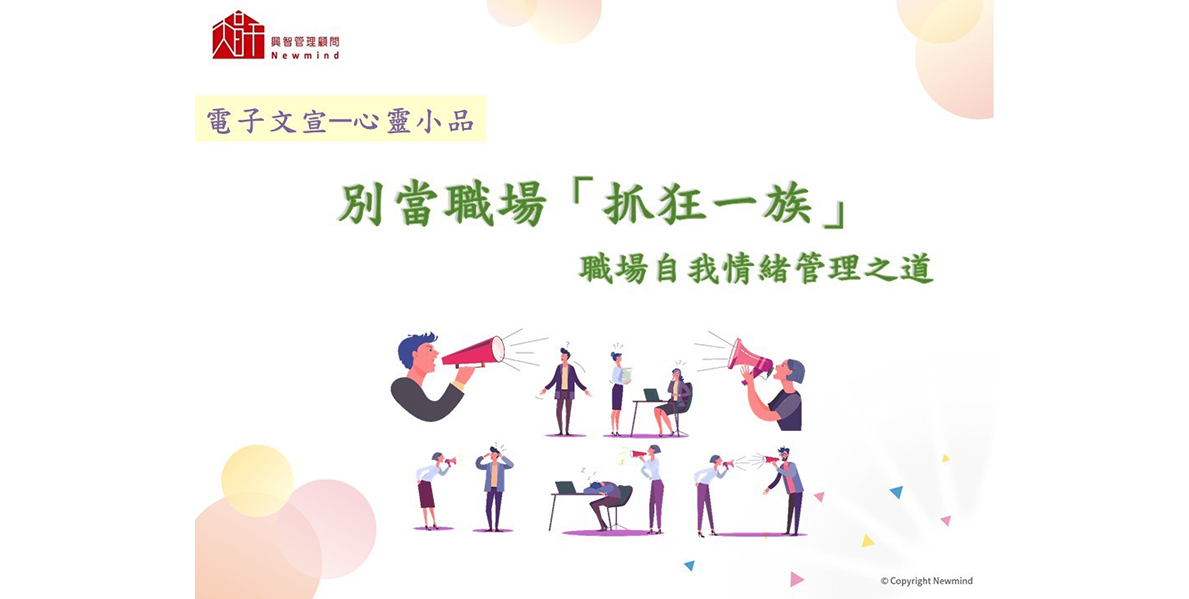 興智管理顧問
Newmind
電子文宣─心靈小品
別當職場「抓狂一族」
職場自我情緒管理之道
?
z z
© Copyright Newmind